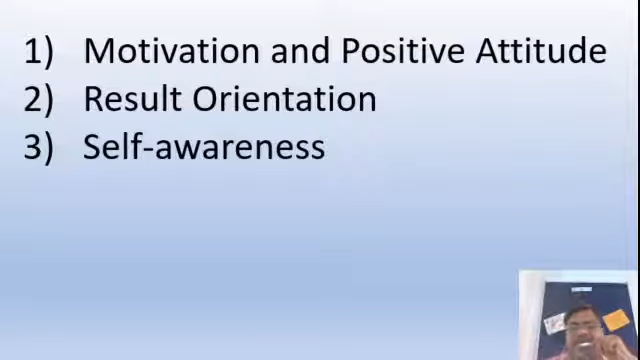 1) Motivation and Positive Attitude
2) Result Orientation
3) Self-awareness